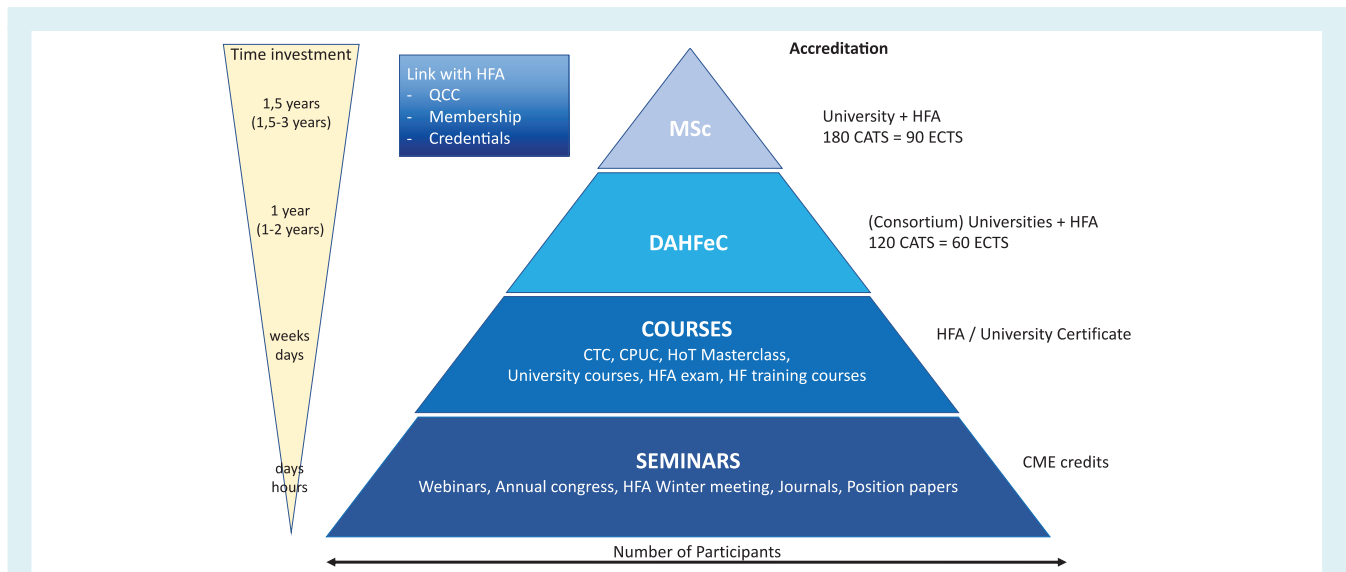 Time investment
1,5 years
(1,5-3 years)
1 year
(1-2 years)
weeks
days
days
hours
Link with HFA
- QCC
- Membership
- Credentials
Accreditation
MSc
University + HFA
180 CATS = 90 ECTS
DAHFeC
(Consortium) Universities + HFA
120 CATS = 60 ECTS
COURSES
CTC, CPUC, HoT Masterclass,
University courses, HFA exam, HF training courses
HFA / University Certificate
SEMINARS
Webinars, Annual congress, HFA Winter meeting, Journals, Position papers
CME credits
Number of Participants